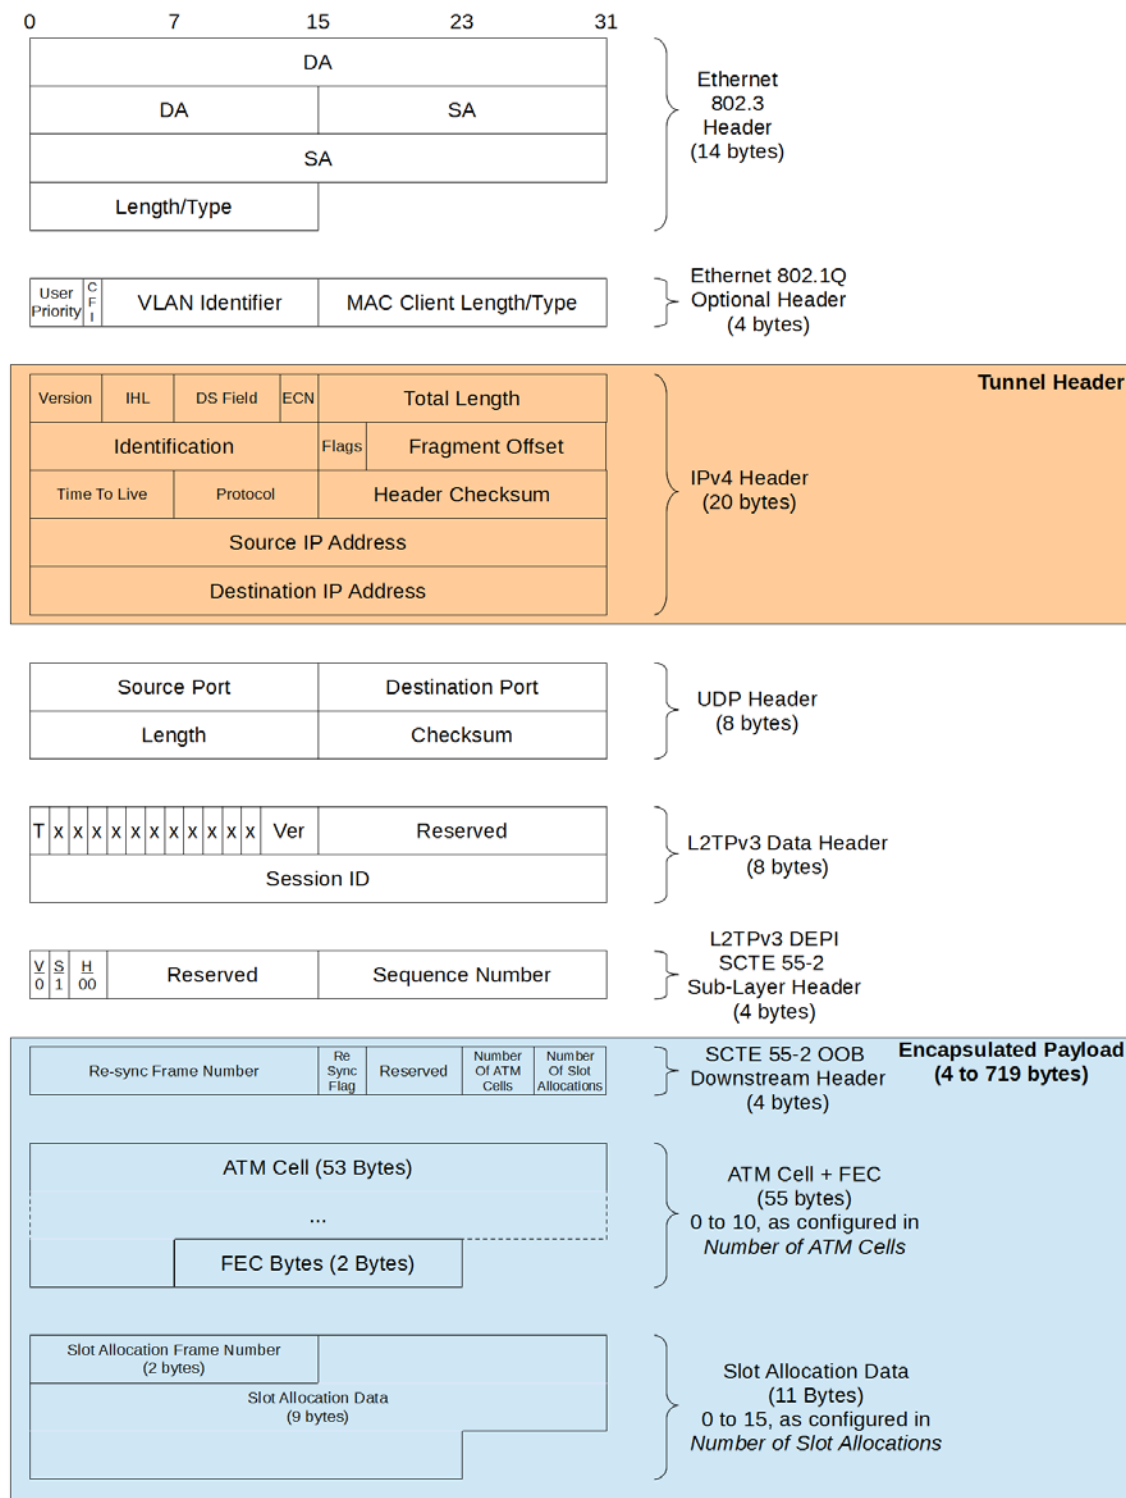 0 7 15 23 31
DA
DA SA
SA
Length/Type
Ethernet
802.3
Header
(14 bytes)
User
Priority
C
F
I
VLAN Identifier
MAC Client Length/Type
Ethernet 802.1Q
Optional Header
(4 bytes)
Tunnel Header
Version IHL DS Field ECN Total Length
Identification Flags Fragment Offset
Time To Live Protocol Header Checksum
Source IP Address
Destination IP Address
IPv4 Header
(20 bytes)
Source Port Destination Port
Length Checksum
UDP Header
(8 bytes)
T x x x x x x x x x x x Ver Reserved
Session ID
L2TPv3 Data Header
(8 bytes)
V
0
S
1
H
00
Reserved
Sequence Number
L2TPv3 DEPI
SCTE 55-2
Sub-Layer Header
(4 bytes)
Encapsulated Payload
(4 to 719 bytes)
Re-sync Frame Number
Re
Sync
Flag
Reserved
Number
Of ATM
Cells
Number
Of Slot
Allocations
SCTE 55-2 OOB
Downstream Header
(4 bytes)
ATM Cell (53 Bytes)
...
FEC Bytes (2 Bytes)
ATM Cell + FEC
(55 bytes)
0 to 10, as configured in
Number of ATM Cells
Slot Allocation Frame Number
(2 bytes)
Slot Allocation Data
(9 bytes)
Slot Allocation Data
(11 Bytes)
0 to 15, as configured in
Number of Slot Allocations